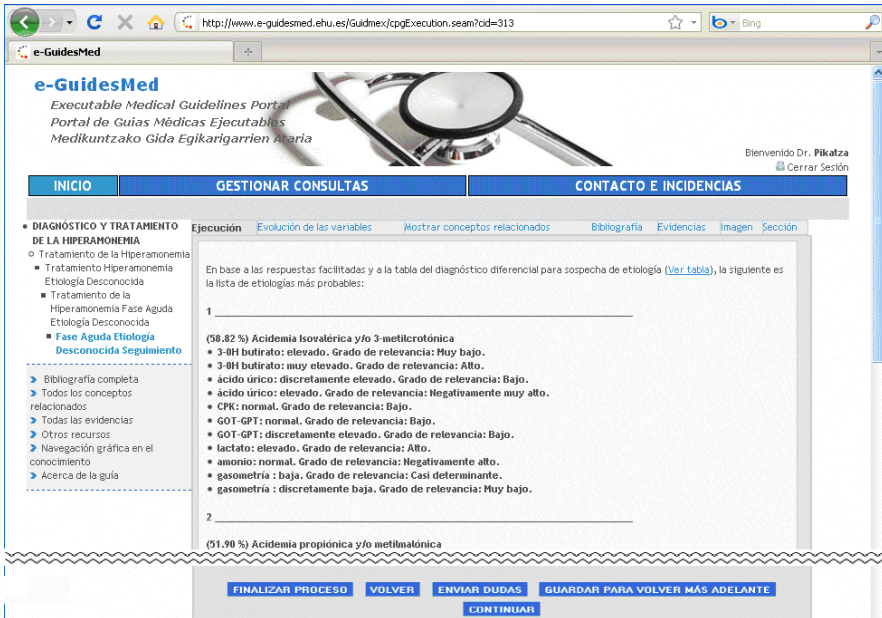 http://www.e-guidesmed.ehu.es/Guidmex/cpgExecution.seam?cid=313
Bing
e-GuidesMed
e-GuidesMed
Executable Medical Guidelines Portal
Portal de Guias Médicas Ejecutables
Medikuntzako Gida Egikarigarrien Ataria
Bienvenido Dr. Pikatza
Cerrar Sesión
INICIO
GESTIONAR CONSULTAS
CONTACTO E INCIDENCIAS
DIAGNÓSTICO Y TRATAMIENTO
DE LA HIPERAMONEMIA
Tratamiento de la Hiperamonemia
Tratamiento Hiperamonemia
Etiología Desconocida
Tratamiento de la
Hiperamonemia Fase Aguda
Etiología Desconocida
Fase Aguda Etiología
Desconocida Seguimiento
Bibliografía completa
Todos los conceptos
relacionados
Todas las evidencias
Otros recursos
Navegación gráfica en el
conocimiento
Acerca de la guía
Ejecución Evolución de las variables Mostrar conceptos relacionados Bibliografía Evidencias Imagen Sección
En base a las respuestas facilitadas y a la tabla del diagnóstico diferencial para sospecha de etiología (Ver tabla), la siguiente es
la lista de etiologías más probables:
1
(58.82 %) Acidemia Isovalérica y/o 3-metilcrotónica
• 3-OH butirato: elevado. Grado de relevancia: Muy bajo.
• 3-OH butirato: muy elevado. Grado de relevancia: Alto.
• ácido úrico: discretamente elevado. Grado de relevancia: Bajo.
• ácido úrico: elevado. Grado de relevancia: Negativamente muy alto.
• CPK: normal. Grado de relevancia: Bajo.
• GOT-GPT: normal. Grado de relevancia: Bajo.
• GOT-GPT: discretamente elevado. Grado de relevancia: Bajo.
• lactato: elevado. Grado de relevancia: Alto.
• amonio: normal. Grado de relevancia: Negativamente alto.
• gasometría : baja. Grado de relevancia: Casi determinante.
• gasometría : discretamente baja. Grado de relevancia: Muy bajo.
2
(51.90 %) Acidemia propiónica y/o metilmalónica
FINALIZAR PROCESO VOLVER ENVIAR DUDAS GUARDAR PARA VOLVER MÁS ADELANTE
CONTINUAR